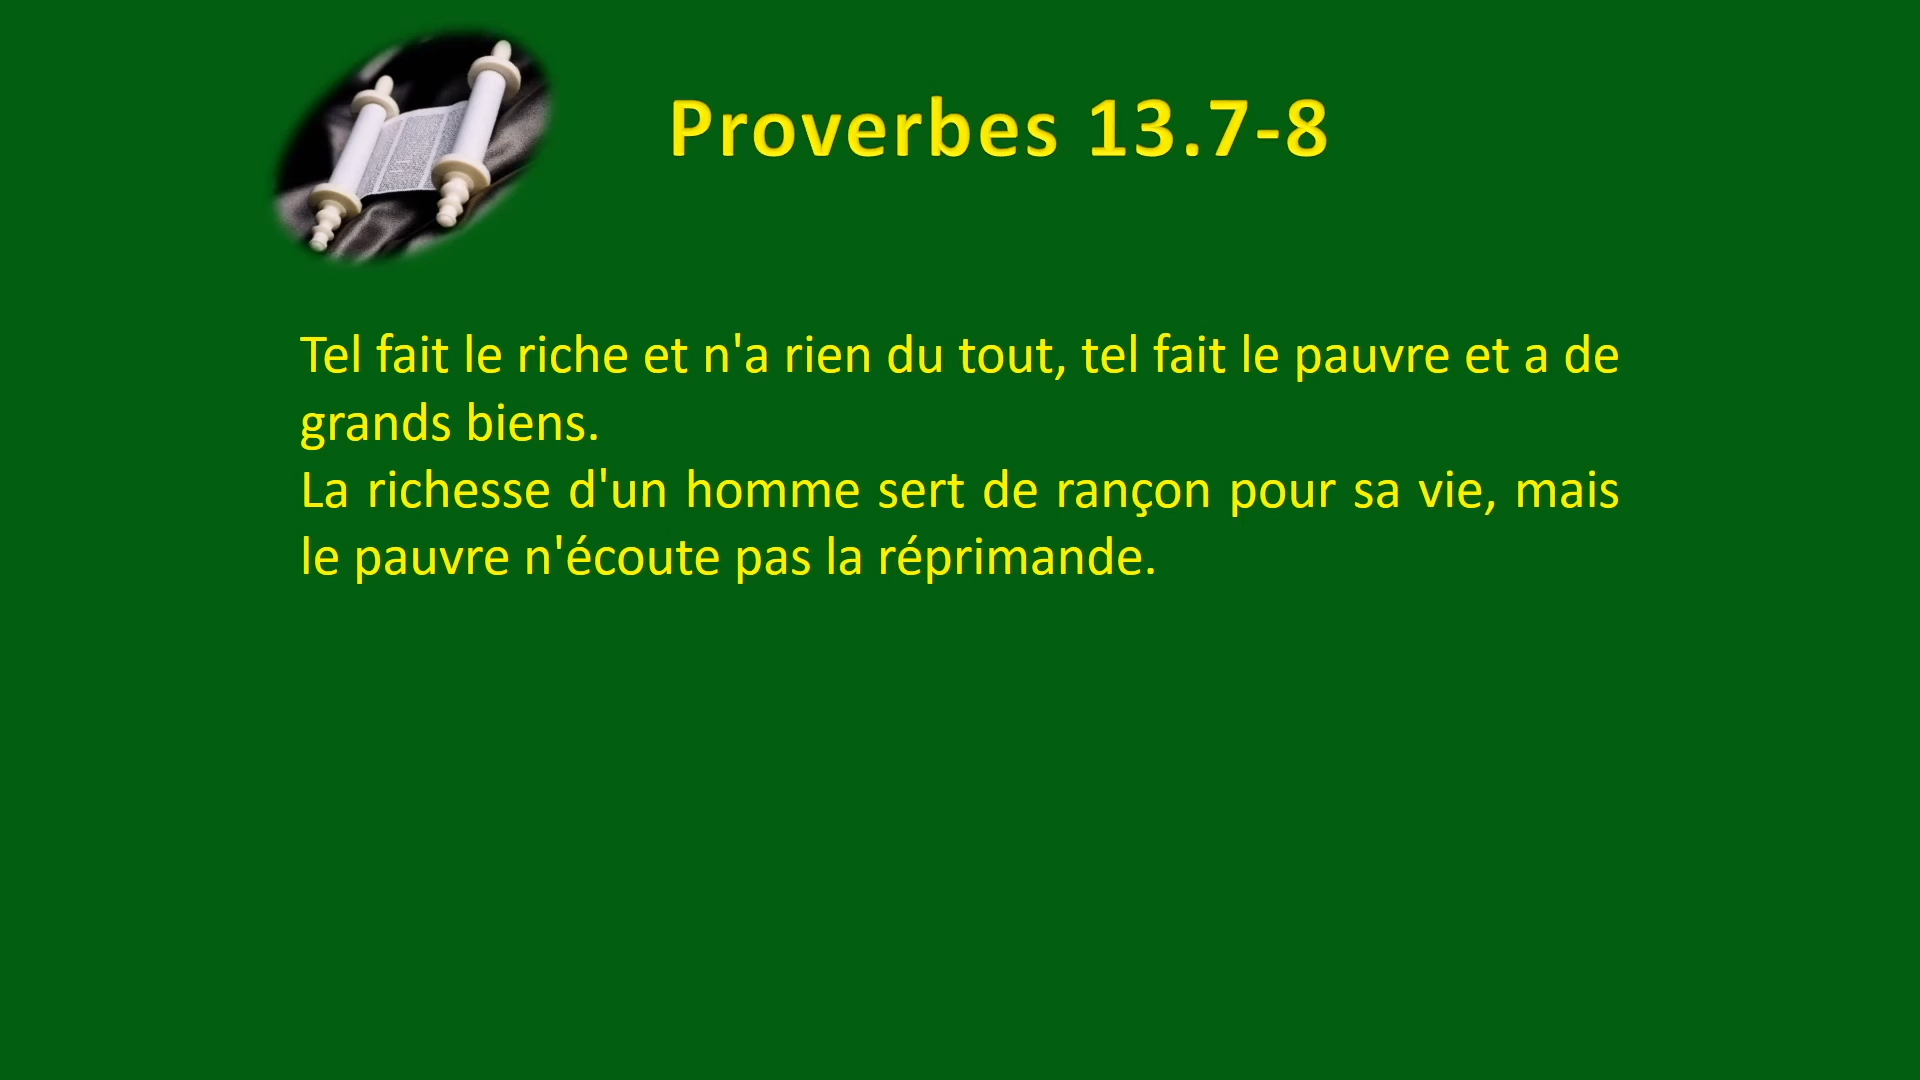 Proverbes 13.7-8
Tel fait le riche et n'a rien du tout, tel fait le pauvre et a de
grands biens.
La richesse d'un homme sert de rançon pour sa vie, mais
le pauvre n'écoute pas la réprimande.